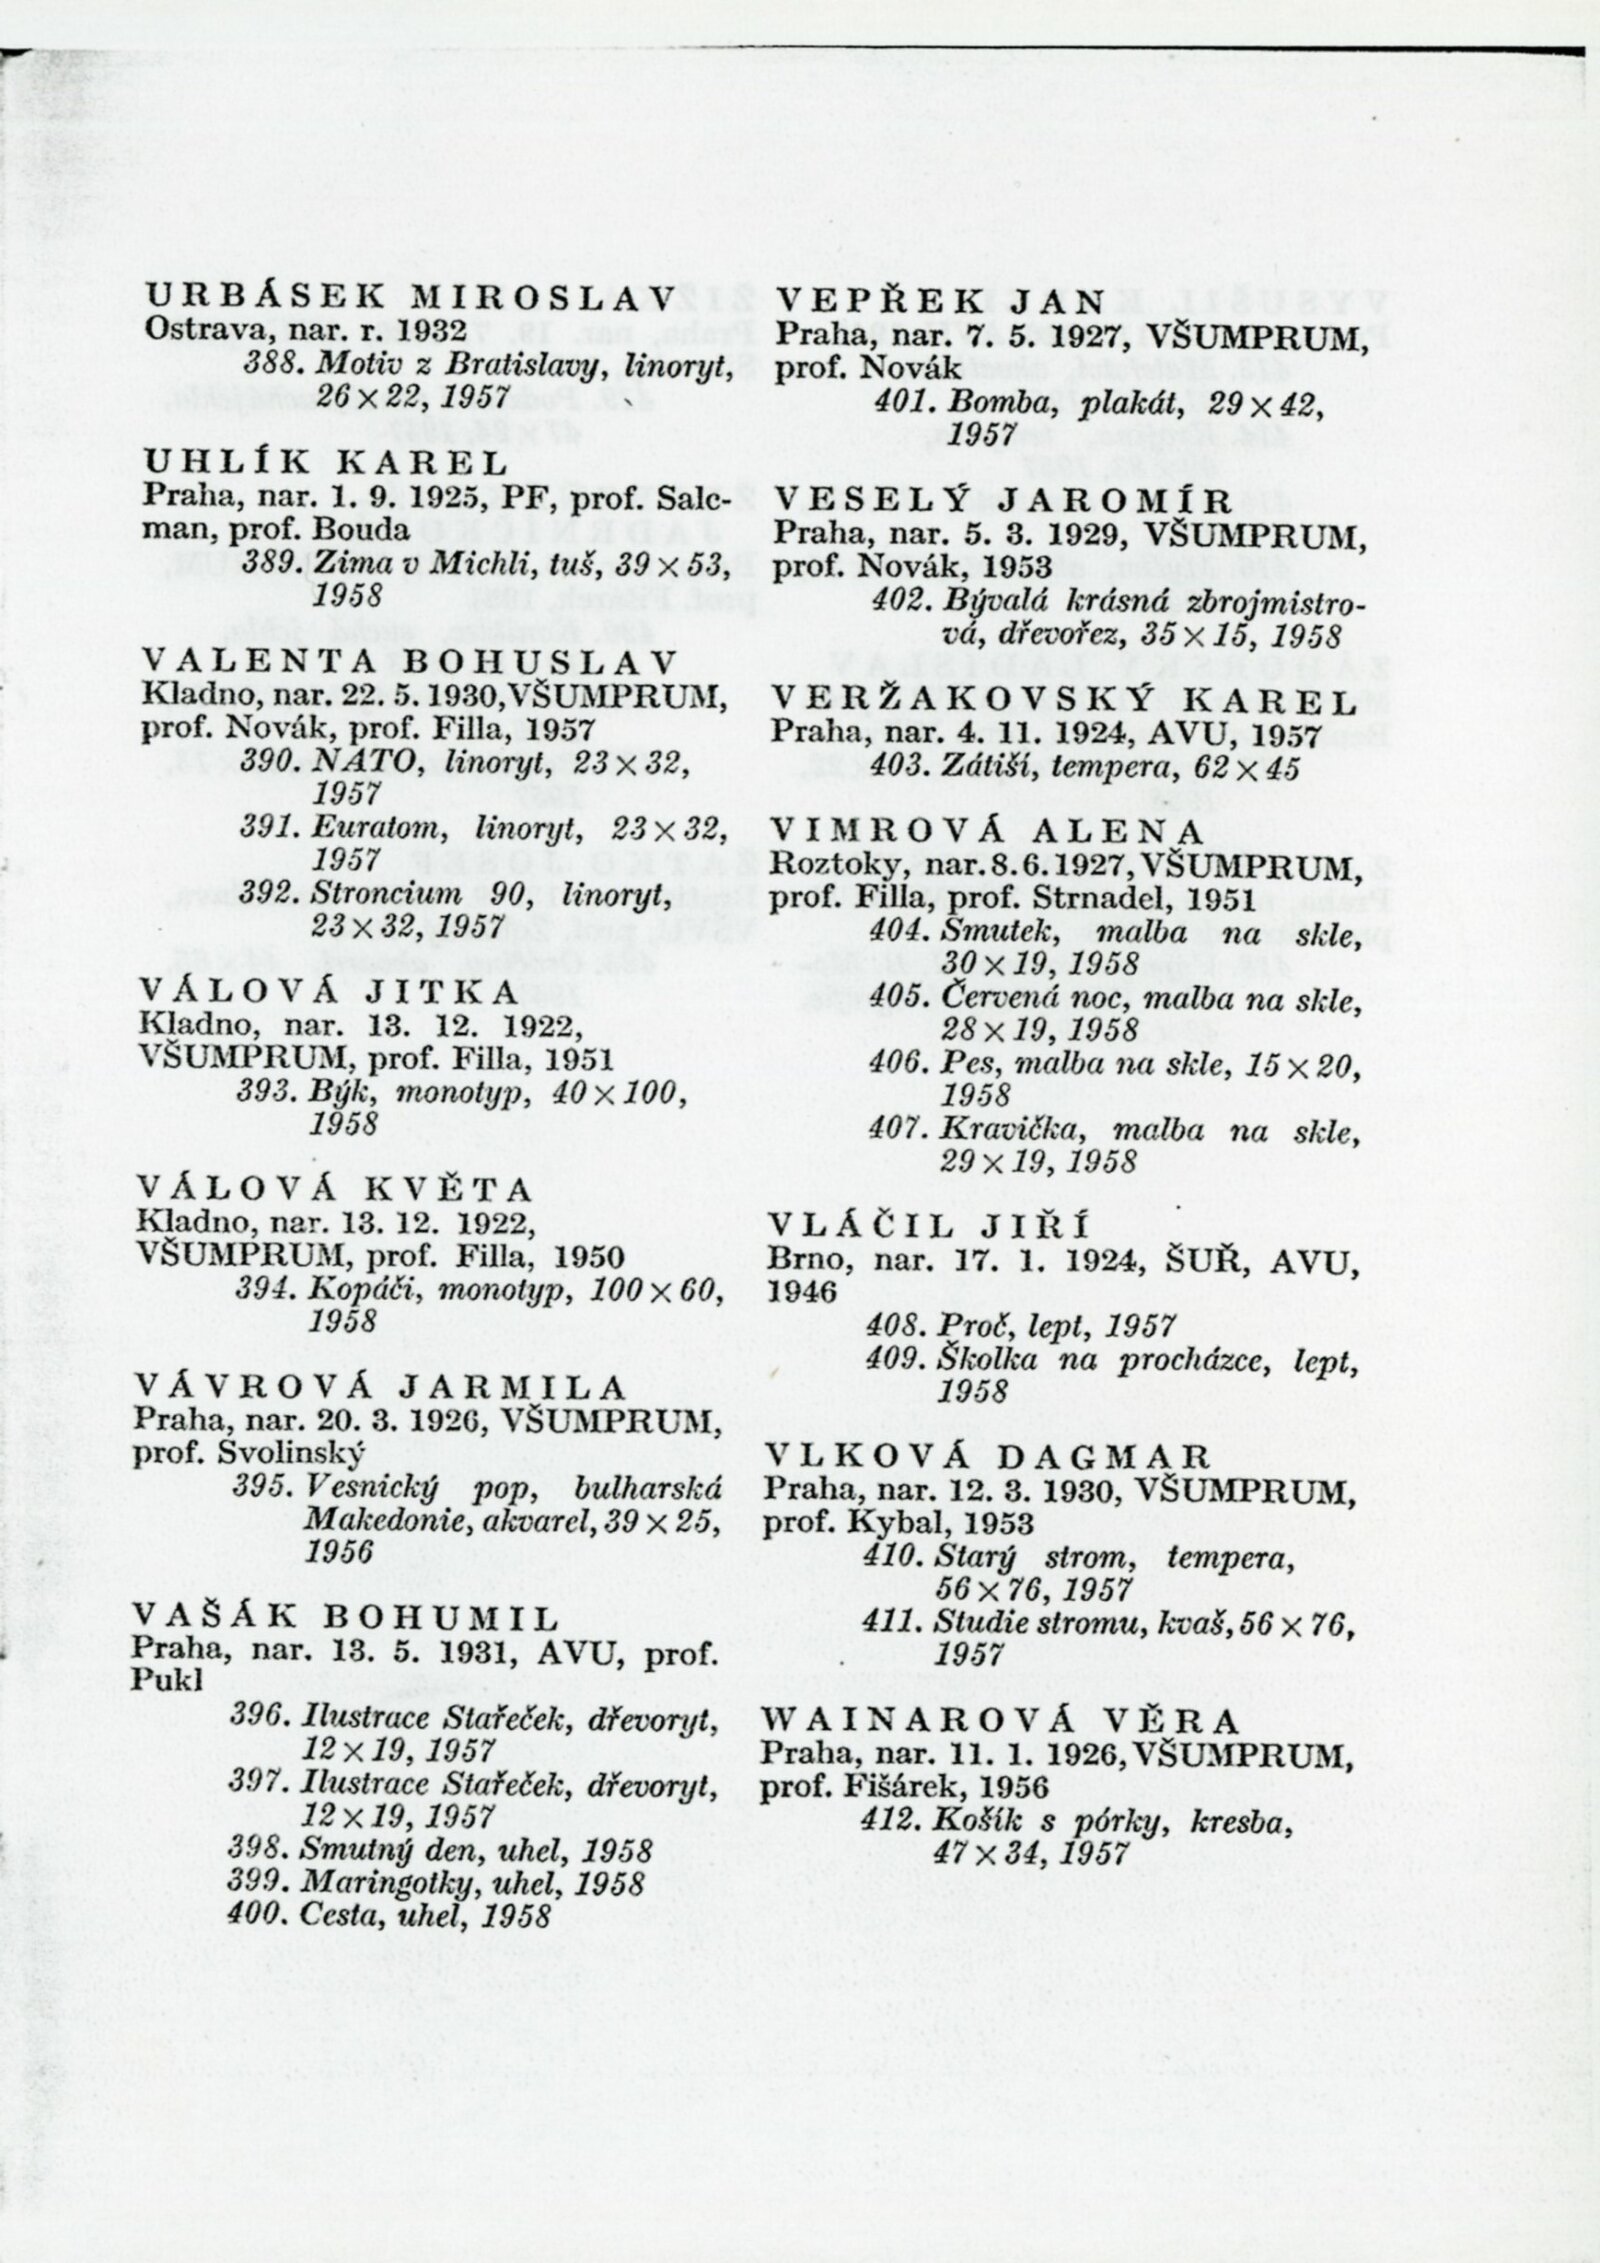 URBÁSEK MIROSLAV
Ostrava, nar. r. 1932
388. Motiv z Bratislavy, linoryt,
26 × 22, 1957
UHLÍK KAREL
Praha, nar. 1. 9. 1925, PF, prof. Salc-
man, prof. Bouda
389. Zima v Michli, tuš, 39 × 53,
1958
VALENTA BOHUSLAV
Kladno, nar. 22. 5. 1930, VŠUMPRUM,
prof. Novák, prof. Filla, 1957
390. NATO, linoryt, 23 × 32,
1957
391. Euratom, linoryt, 23 × 32,
1957
392. Stroncium 90, linoryt,
23 × 32, 1957
VÁLOVÁ JITKA
Kladno, nar. 13. 12. 1922,
VŠUMPRUM, prof. Filla, 1951
393. Býk, monotyp, 40 × 100,
1958
VÁLOVÁ KVĚTA
Kladno, nar. 13. 12. 1922,
VŠUMPRUM, prof. Filla, 1950
394. Kopáči, monotyp, 100 × 60,
1958
VÁVROVÁ JARMILA
Praha, nar. 20. 3. 1926, VŠUMPRUM,
prof. Svolinský
395. Vesnický pop, bulharská
Makedonie, akvarel, 39 × 25,
1956
VAŠÁK BOHUMIL
Praha, nar. 13. 5. 1931, AVU, prof.
Pukl
396. Ilustrace Stařeček, dřevoryt,
12 × 19, 1957
397. Ilustrace Stařeček, dřevoryt,
12 × 19, 1957
398. Smutný den, uhel, 1958
399. Maringotky, uhel, 1958
400. Cesta, uhel, 1958
VEPŘEK JAN
Praha, nar. 7. 5. 1927, VŠUMPRUM,
prof. Novák
401. Bomba, plakát, 29 × 42,
1957
VESELÝ JAROMÍR
Praha, nar. 5. 3. 1929, VŠUMPRUM,
prof. Novák, 1953
402. Bývalá krásná zbrojmistro-
vá, dřevořez, 35 × 15, 1958
VERŽAKOVSKÝ KAREL
Praha, nar. 4. 11. 1924, AVU, 1957
403. Zátiší, tempera, 62 × 45
VIMROVÁ ALENA
Roztoky, nar. 8. 6. 1927, VŠUMPRUM,
prof. Filla, prof. Strnadel, 1951
404. Smutek, malba na skle,
30 × 19, 1958
405. Červená noc, malba na skle,
28 × 19, 1958
406. Pes, malba na skle, 15 × 20,
1958
407. Kravička, malba na skle,
29 × 19, 1958
VLÁČIL JIŘÍ
Brno, nar. 17. 1. 1924, ŠUŘ, AVU,
1946
408. Proč, lept, 1957
409. Školka na procházce, lept,
1958
VLKOVÁ DAGMAR
Praha, nar. 12. 3. 1930, VŠUMPRUM,
prof. Kybal, 1953
410. Starý strom, tempera,
56 × 76, 1957
411. Studie stromu, kvaš, 56 × 76,
1957
WAINAROVÁ VĚRA
Praha, nar. 11. 1. 1926, VŠUMPRUM,
prof. Fišárek, 1956
412. Košík s pórky, kresba,
47 × 34, 1957